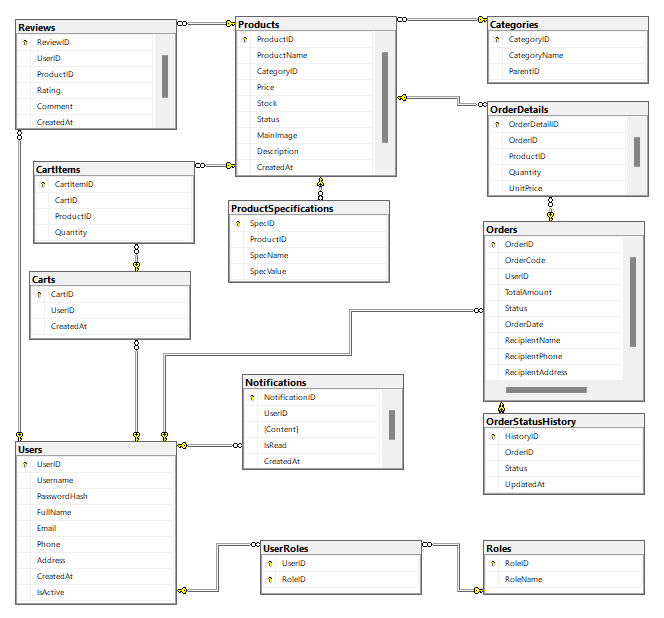 Reviews
ReviewID
UserID
ProductID
Rating
Comment
CreatedAt
Products
ProductID
ProductName
CategoryID
Price
Stock
Status
MainImage
Description
CreatedAt
Categories
CategoryID
CategoryName
ParentID
OrderDetails
OrderDetailID
OrderID
ProductID
Quantity
UnitPrice
CartItems
CartItemID
CartID
ProductID
Quantity
ProductSpecifications
SpecID
ProductID
SpecName
SpecValue
Orders
OrderID
OrderCode
UserID
TotalAmount
Status
OrderDate
RecipientName
RecipientPhone
RecipientAddress
Carts
CartID
UserID
CreatedAt
Notifications
NotificationID
UserID
[Content]
IsRead
CreatedAt
OrderStatusHistory
HistoryID
OrderID
Status
UpdatedAt
Users
UserID
Username
PasswordHash
FullName
Email
Phone
Address
CreatedAt
IsActive
UserRoles
UserID
RoleID
Roles
RoleID
RoleName